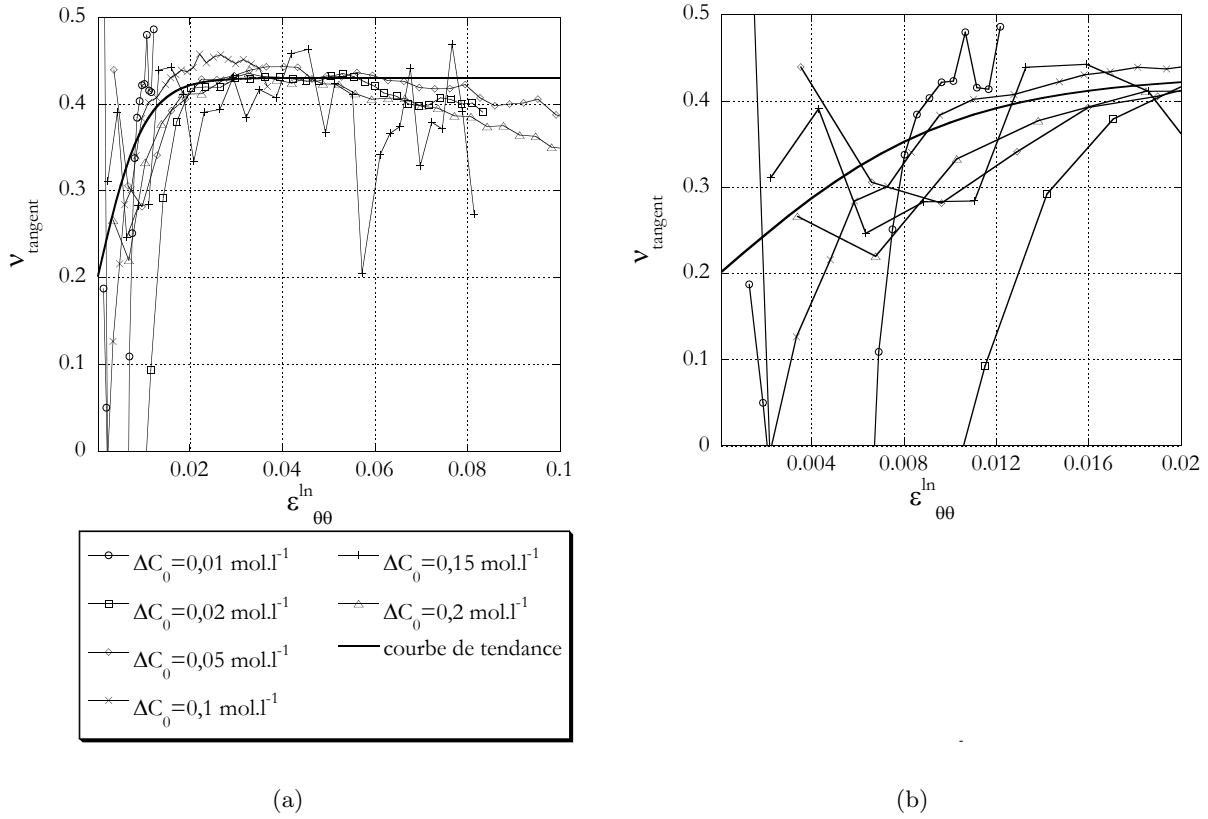 0.5
0.4
0.3
0.2
0.1
0
ν tangent
0.02 0.04 0.06 0.08 0.1
ε ln θθ
0.5
0.4
0.3
0.2
0.1
0
ν tangent
0.004 0.008 0.012 0.016 0.02
ε ln θθ
ΔC0=0,01 mol.l-1
ΔC0=0,02 mol.l-1
ΔC0=0,05 mol.l-1
ΔC0=0,1 mol.l-1
ΔC0=0,15 mol.l-1
ΔC0=0,2 mol.l-1
courbe de tendance
(a)
(b)